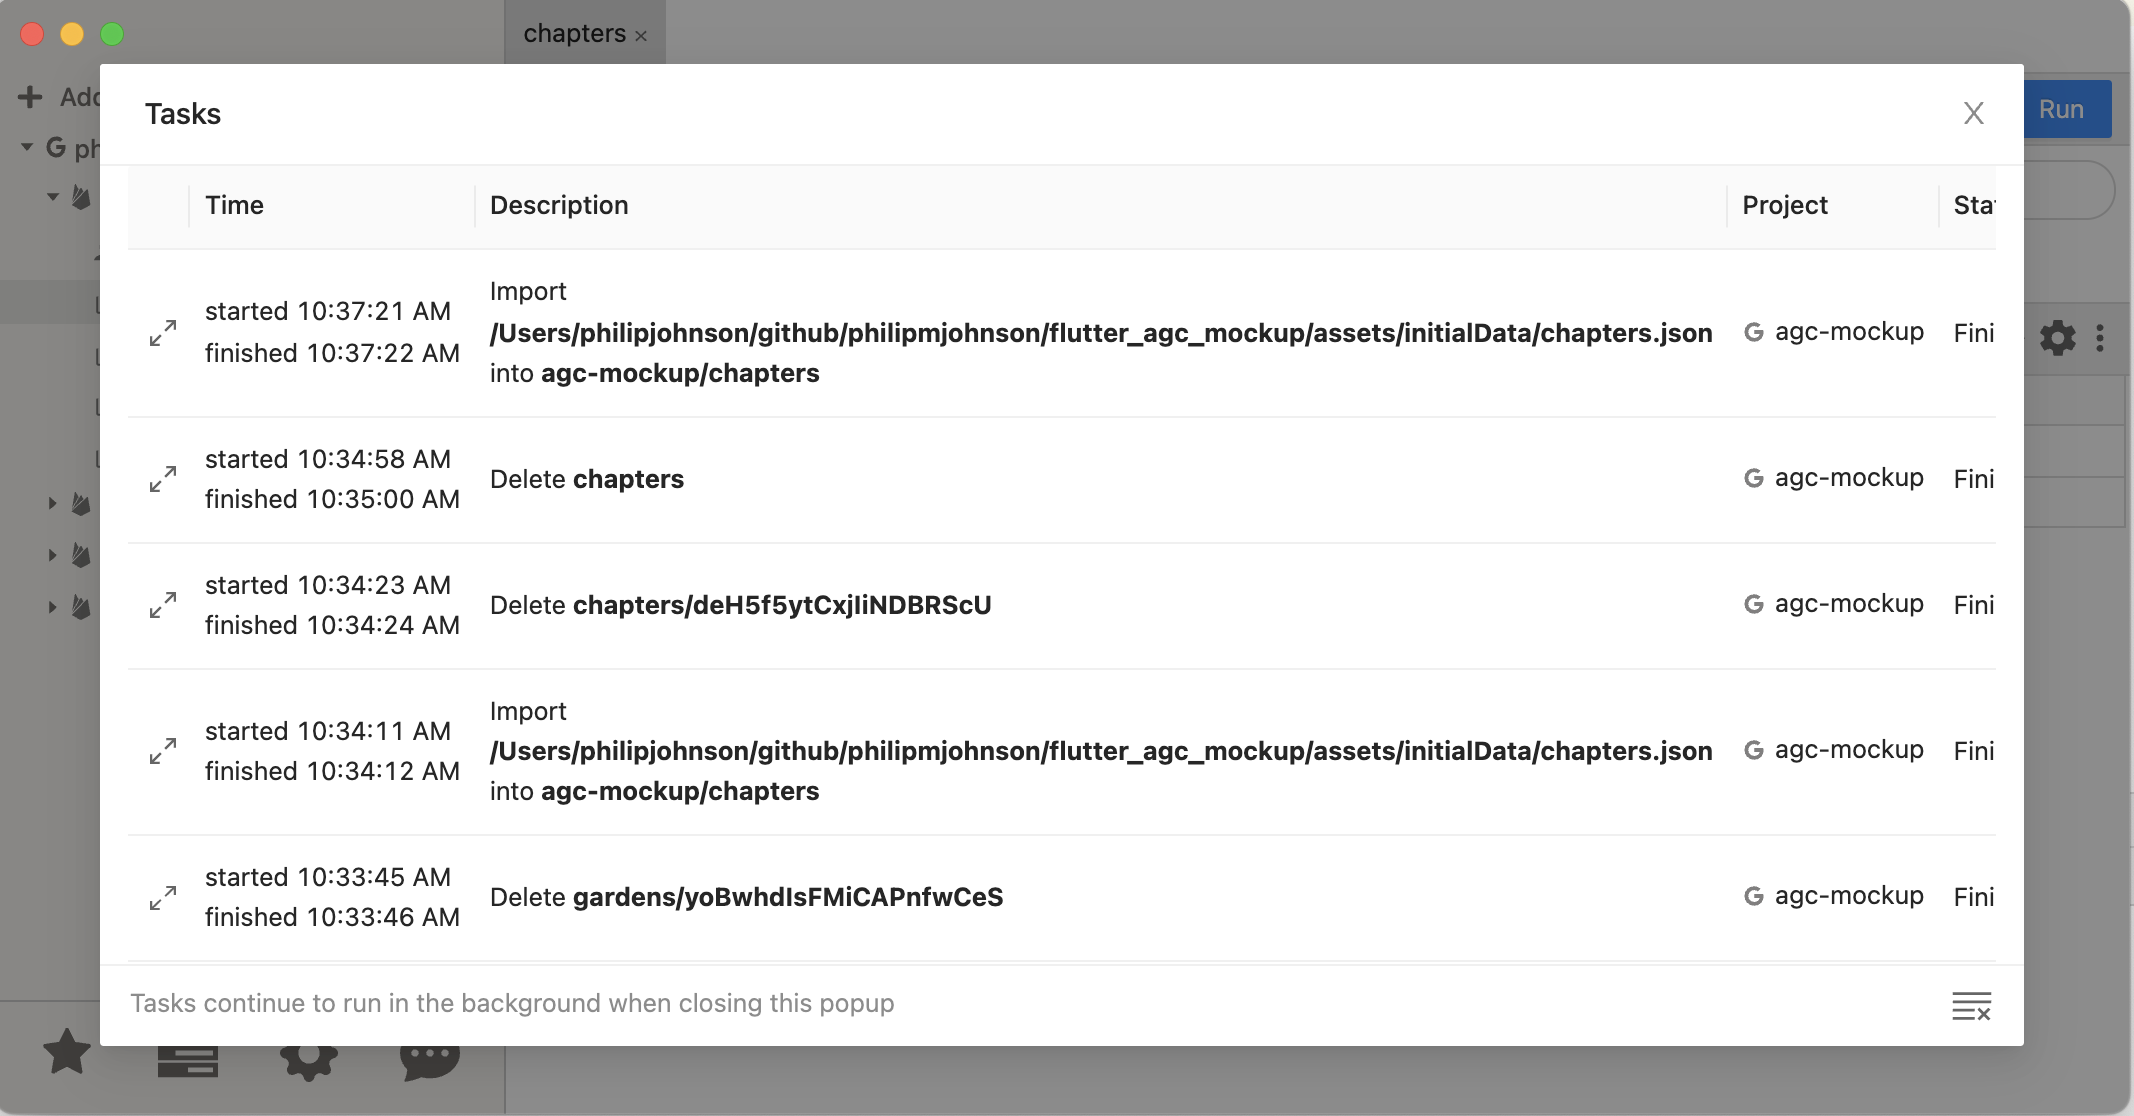 chapters ×
Add
Run
ph
Tasks
X
Time Description Project Stat
started 10:37:21 AM
finished 10:37:22 AM
Import
/Users/philipjohnson/github/philipmjohnson/flutter_agc_mockup/assets/initialData/chapters.json
into agc-mockup/chapters
agc-mockup
Fini
started 10:34:58 AM
finished 10:35:00 AM
Delete chapters
agc-mockup
Fini
started 10:34:23 AM
finished 10:34:24 AM
Delete chapters/deH5f5ytCxjIiNDBRScU
agc-mockup
Fini
started 10:34:11 AM
finished 10:34:12 AM
Import
/Users/philipjohnson/github/philipmjohnson/flutter_agc_mockup/assets/initialData/chapters.json
into agc-mockup/chapters
agc-mockup
Fini
started 10:33:45 AM
finished 10:33:46 AM
Delete gardens/yoBwhdIsFMiCAPnfwCeS
agc-mockup
Fini
Tasks continue to run in the background when closing this popup